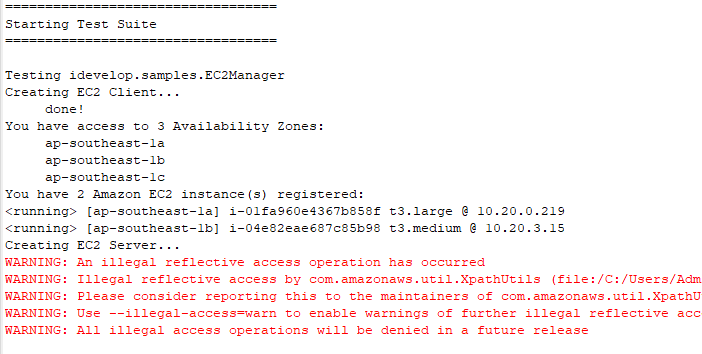 ==================================
Starting Test Suite
==================================
Testing idevelop.samples.EC2Manager
Creating EC2 Client...
done!
You have access to 3 Availability Zones:
ap-southeast-1a
ap-southeast-1b
ap-southeast-1c
You have 2 Amazon EC2 instance(s) registered:
<running> [ap-southeast-1a] i-01fa960e4367b858f t3.large @ 10.20.0.219
<running> [ap-southeast-1b] i-04e82eae687c85b98 t3.medium @ 10.20.3.15
Creating EC2 Server...
WARNING: An illegal reflective access operation has occurred
WARNING: Illegal reflective access by com.amazonaws.util.XpathUtils (file:/C:/Users/Adm
WARNING: Please consider reporting this to the maintainers of com.amazonaws.util.XpathU
WARNING: Use --illegal-access=warn to enable warnings of further illegal reflective acc
WARNING: All illegal access operations will be denied in a future release